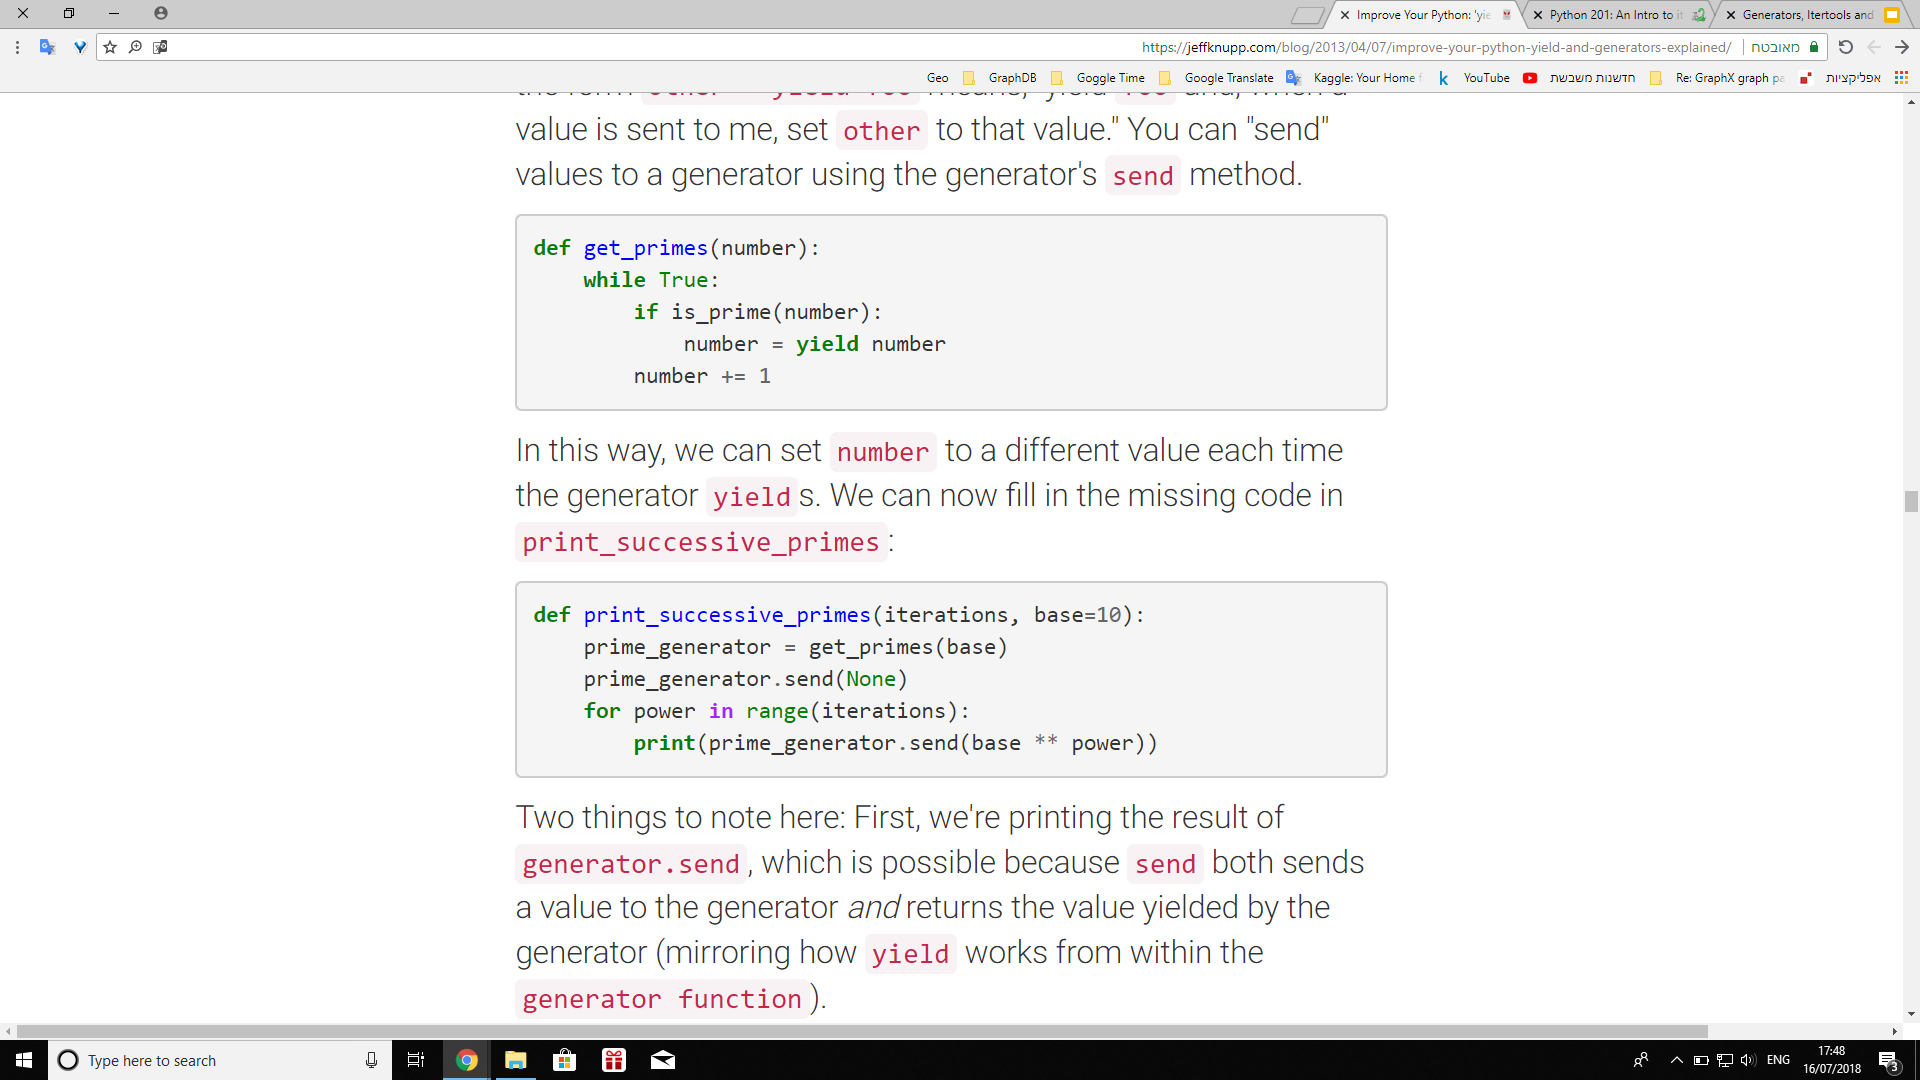 Improve Your Python: 'yie
Python 201: An Intro to it
Generators, Itertools and
https://jeffknupp.com/blog/2013/04/07/improve-your-python-yield-and-generators-explained/
מאובטח
Geo
GraphDB
Goggle Time
Google Translate
Kaggle: Your Home f
YouTube
חדשנות משבשת
Re: GraphX graph pa
אפליקציות
value is sent to me, set other to that value." You can "send"
values to a generator using the generator's send method.
def get_primes(number):
    while True:
        if is_prime(number):
            number = yield number
        number += 1
In this way, we can set number to a different value each time
the generator yields. We can now fill in the missing code in
print_successive_primes:
def print_successive_primes(iterations, base=10):
    prime_generator = get_primes(base)
    prime_generator.send(None)
    for power in range(iterations):
        print(prime_generator.send(base ** power))
Two things to note here: First, we're printing the result of
generator.send, which is possible because send both sends
a value to the generator and returns the value yielded by the
generator (mirroring how yield works from within the
generator function).
Type here to search
ENG
17:48
16/07/2018
3